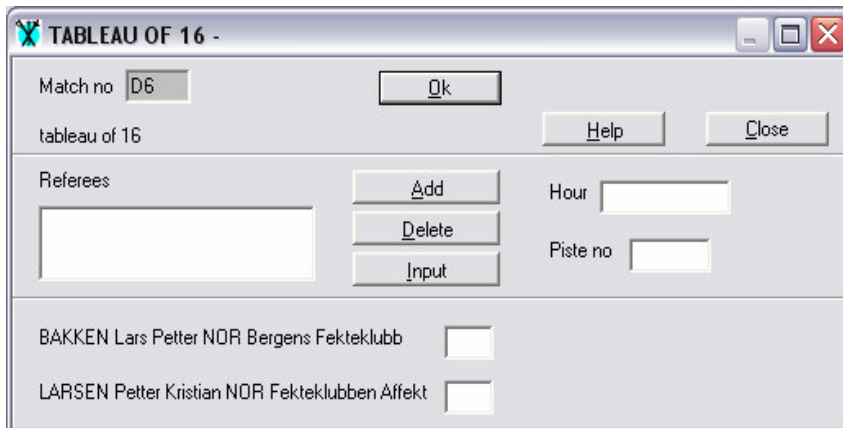 TABLEAU OF 16 -
Match no D6
Ok
tableau of 16
Help
Close
Referees
Add
Hour
Delete
Piste no
Input
BAKKEN Lars Petter NOR Bergens Fekteklubb
LARSEN Petter Kristian NOR Fekteklubben Affekt